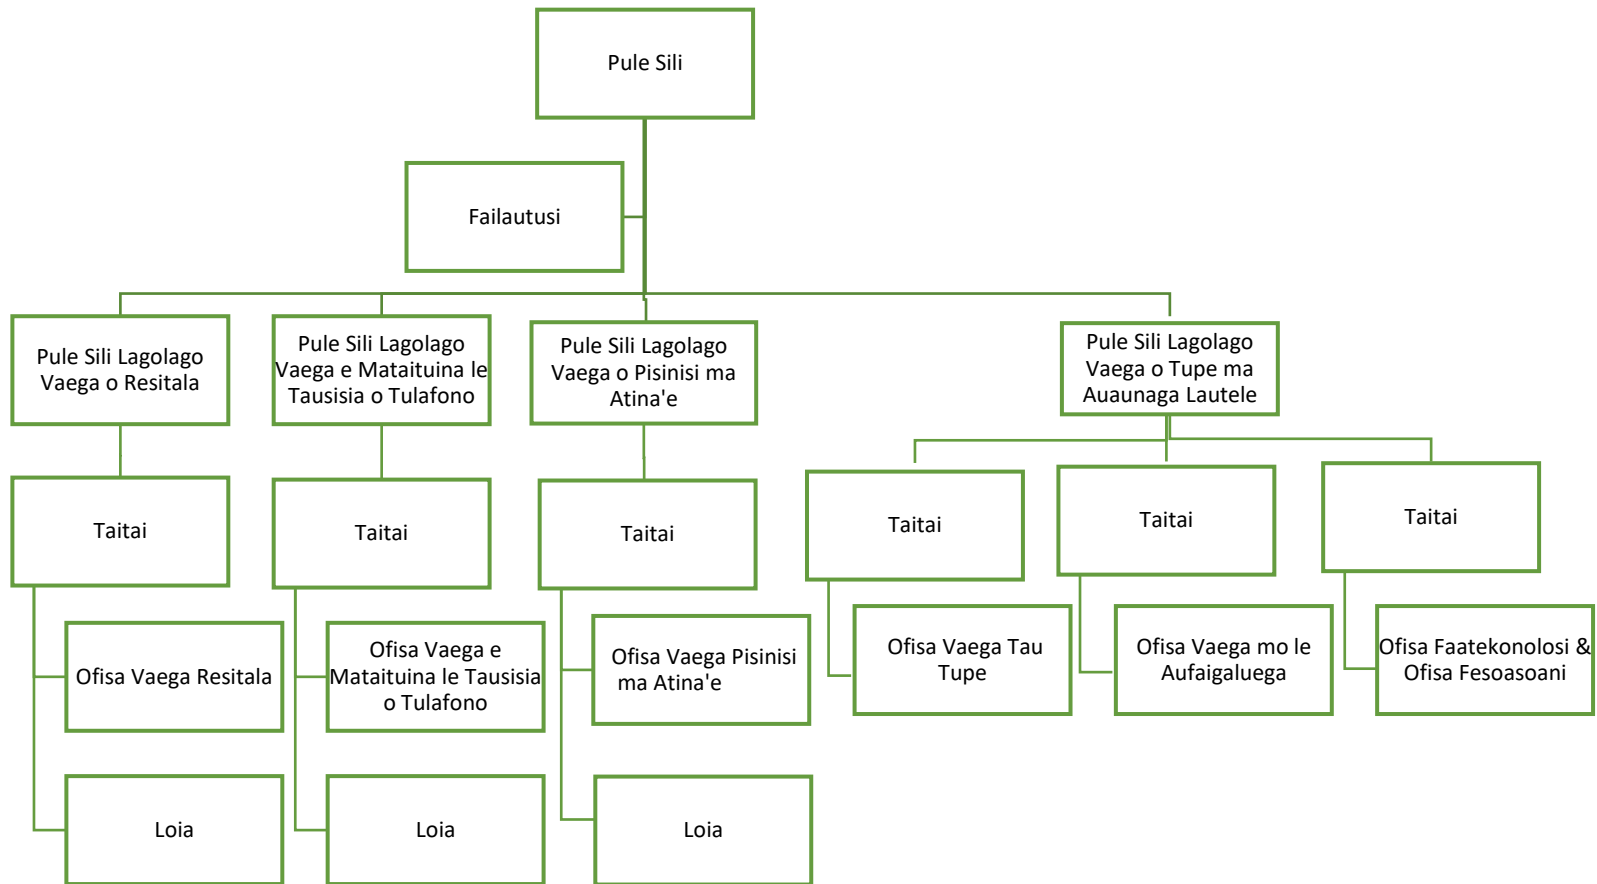 Pule Sili
Failautusi
Pule Sili Lagolago
Vaega o Resitala
Pule Sili Lagolago
Vaega e Mataituina le
Tausisia o Tulafono
Pule Sili Lagolago
Vaega o Pisinisi ma
Atina'e
Pule Sili Lagolago
Vaega o Tupe ma
Auaunaga Lautele
Taitai
Taitai
Taitai
Taitai
Taitai
Taitai
Ofisa Vaega Resitala
Ofisa Vaega e
Mataituina le Tausisia
o Tulafono
Ofisa Vaega Pisinisi
ma Atina'e
Ofisa Vaega Tau
Tupe
Ofisa Vaega mo le
Aufaigaluega
Ofisa Faatekonolosi &
Ofisa Fesoasoani
Loia
Loia
Loia